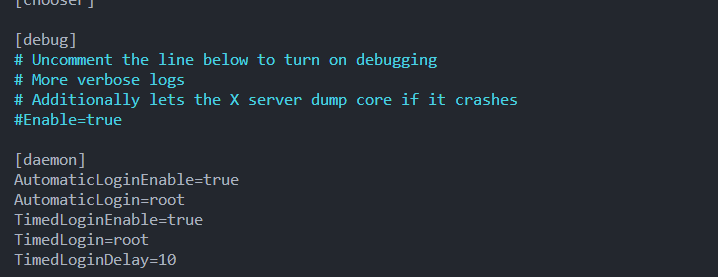 [chooser]
[debug]
# Uncomment the line below to turn on debugging
# More verbose logs
# Additionally lets the X server dump core if it crashes
#Enable=true
[daemon]
AutomaticLoginEnable=true
AutomaticLogin=root
TimedLoginEnable=true
TimedLogin=root
TimedLoginDelay=10